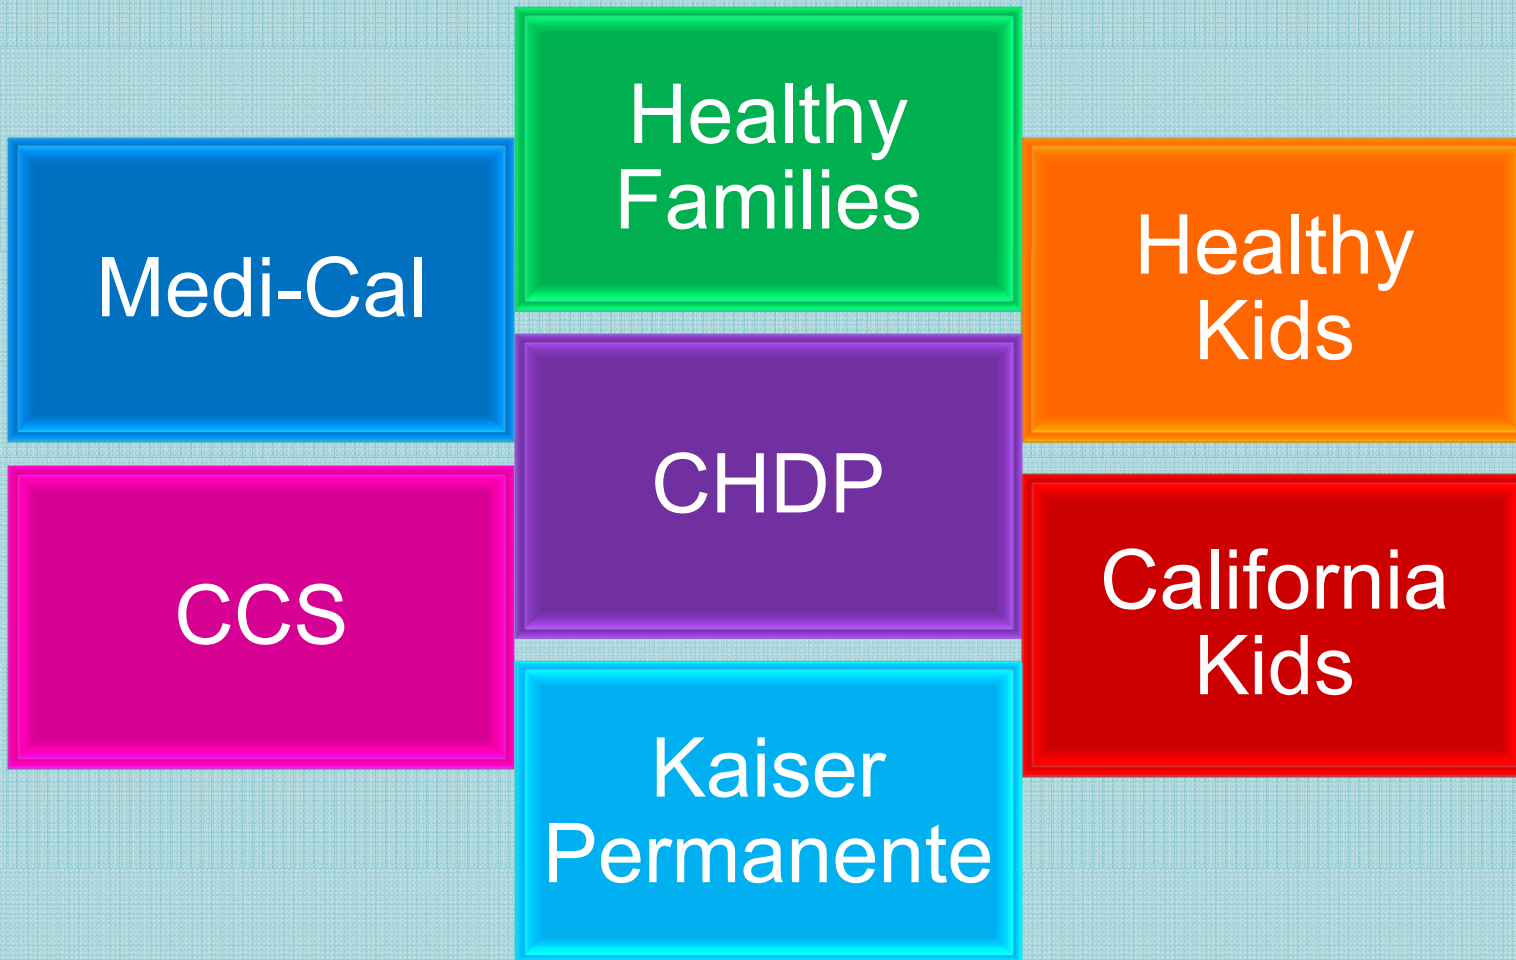 Healthy
Families
Medi-Cal
Healthy
Kids
CHDP
CCS
California
Kids
Kaiser
Permanente